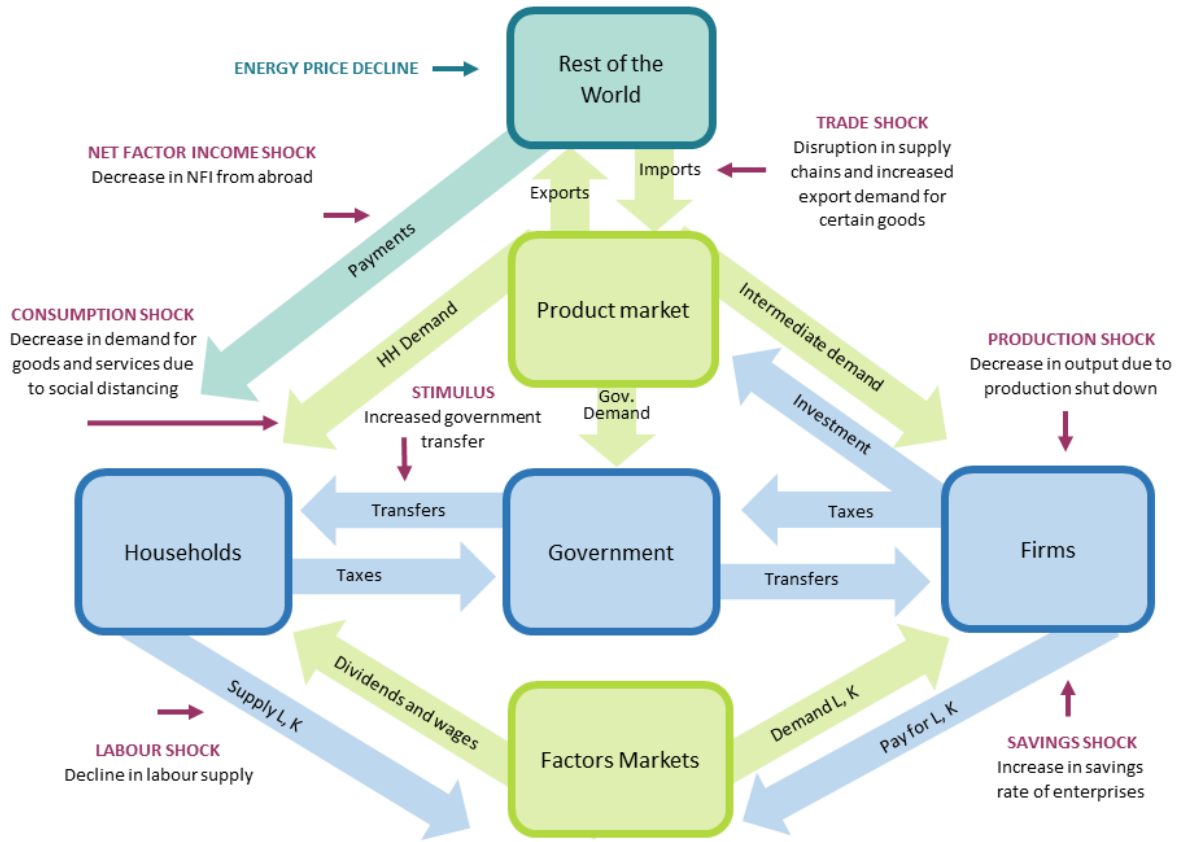 Rest of the
World
ENERGY PRICE DECLINE
TRADE SHOCK
Disruption in supply
chains and increased
export demand for
certain goods
NET FACTOR INCOME SHOCK
Decrease in NFI from abroad
Imports
Exports
Payments
Product market
HH Demand
Intermediate demand
CONSUMPTION SHOCK
Decrease in demand for
goods and services due
to social distancing
PRODUCTION SHOCK
Decrease in output due to
production shut down
STIMULUS
Increased government
transfer
Gov.
Demand
Investment
Households
Transfers
Taxes
Government
Taxes
Transfers
Firms
Supply L, K
Dividends and wages
Factors Markets
Demand L, K
Pay for L, K
LABOUR SHOCK
Decline in labour supply
SAVINGS SHOCK
Increase in savings
rate of enterprises